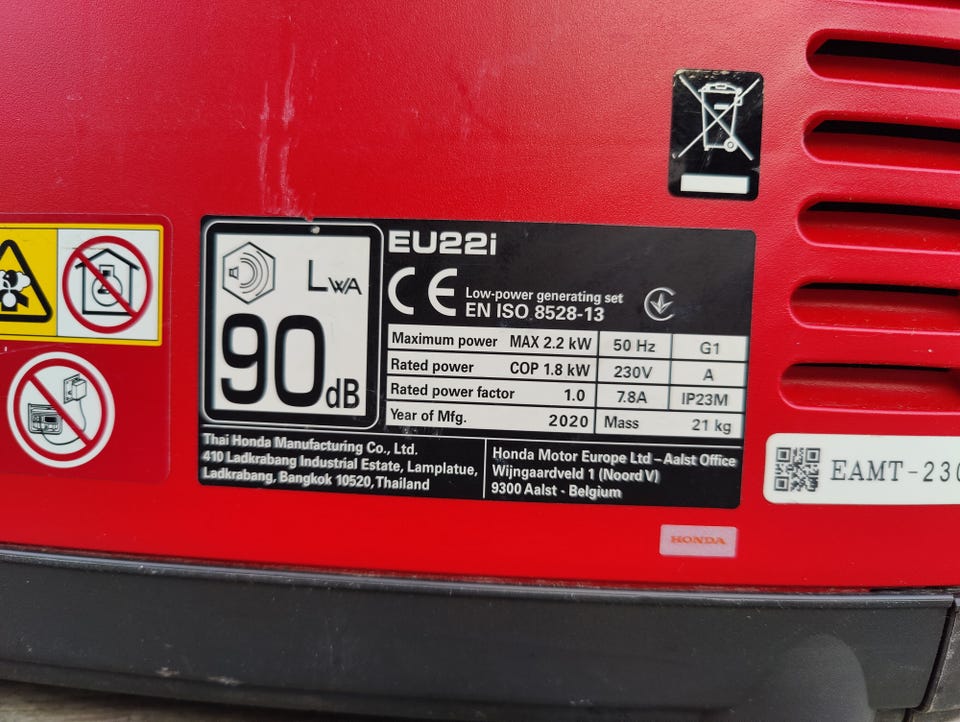 EU22i
LWA
90dB
CE
Low-power generating set
EN ISO 8528-13
Maximum power MAX 2.2 kW 50 Hz G1
Rated power COP 1.8 kW 230V A
Rated power factor 1.0 7.8A IP23M
Year of Mfg. 2020 Mass 21 kg
Thai Honda Manufacturing Co., Ltd.
410 Ladkrabang Industrial Estate, Lamplatue,
Ladkrabang, Bangkok 10520, Thailand
Honda Motor Europe Ltd – Aalst Office
Wijngaardveld 1 (Noord V)
9300 Aalst - Belgium
EAMT-230
HONDA